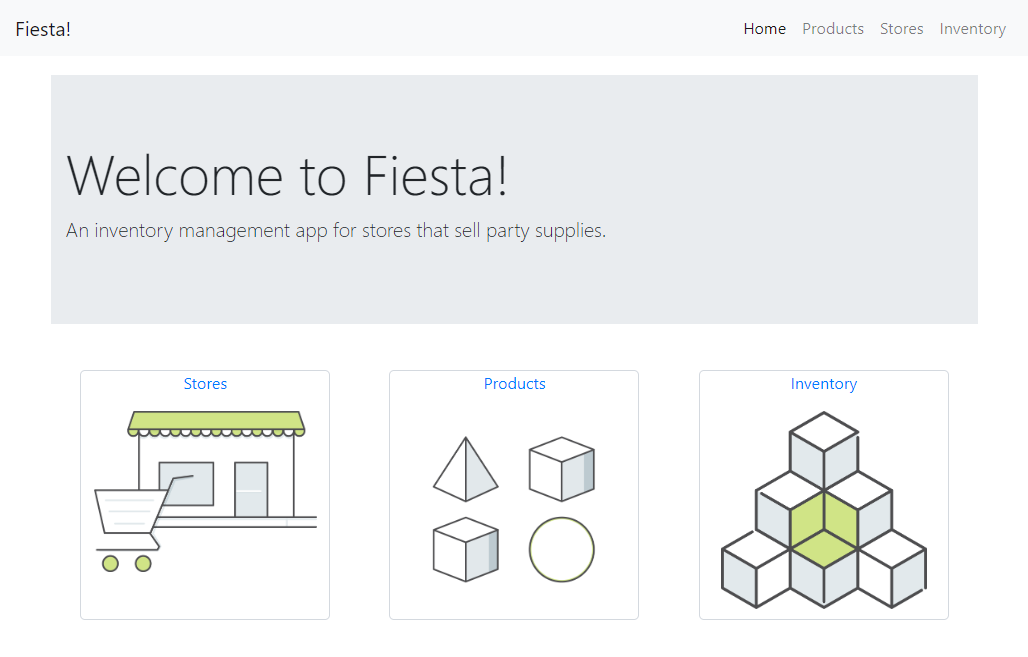 Fiesta!
Home Products Stores Inventory
Welcome to Fiesta!
An inventory management app for stores that sell party supplies.
Stores
Products
Inventory